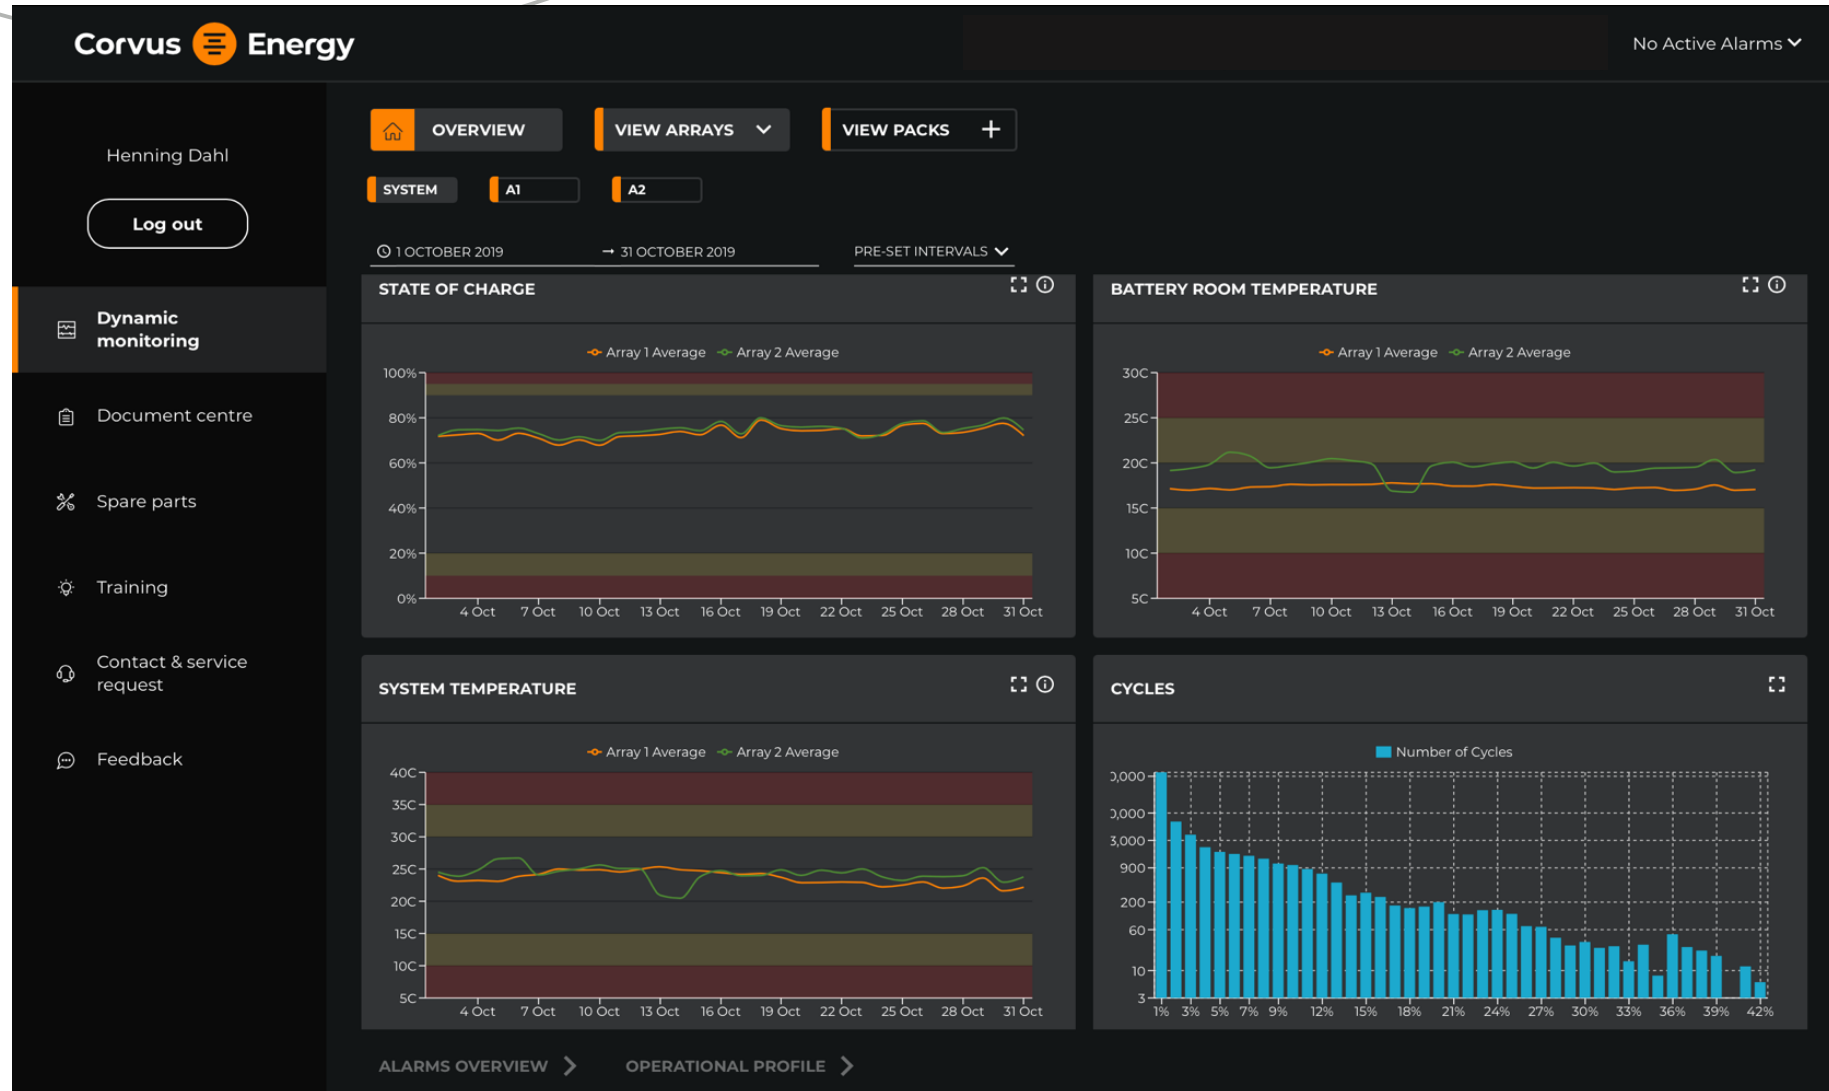 Corvus Energy
No Active Alarms
Henning Dahl
Log out
Dynamic
monitoring
Document centre
Spare parts
Training
Contact & service
request
Feedback
OVERVIEW
VIEW ARRAYS
VIEW PACKS +
SYSTEM
A1
A2
1 OCTOBER 2019 → 31 OCTOBER 2019
PRE-SET INTERVALS
STATE OF CHARGE
Array 1 Average Array 2 Average
100%
80%
60%
40%
20%
0%
4 Oct 7 Oct 10 Oct 13 Oct 16 Oct 19 Oct 22 Oct 25 Oct 28 Oct 31 Oct
BATTERY ROOM TEMPERATURE
Array 1 Average Array 2 Average
30C
25C
20C
15C
10C
5C
4 Oct 7 Oct 10 Oct 13 Oct 16 Oct 19 Oct 22 Oct 25 Oct 28 Oct 31 Oct
SYSTEM TEMPERATURE
Array 1 Average Array 2 Average
40C
35C
30C
25C
20C
15C
10C
5C
4 Oct 7 Oct 10 Oct 13 Oct 16 Oct 19 Oct 22 Oct 25 Oct 28 Oct 31 Oct
CYCLES
Number of Cycles
0,000
0,000
3,000
900
200
60
10
3
1% 3% 5% 7% 9% 12% 15% 18% 21% 24% 27% 30% 33% 36% 39% 42%
ALARMS OVERVIEW
OPERATIONAL PROFILE